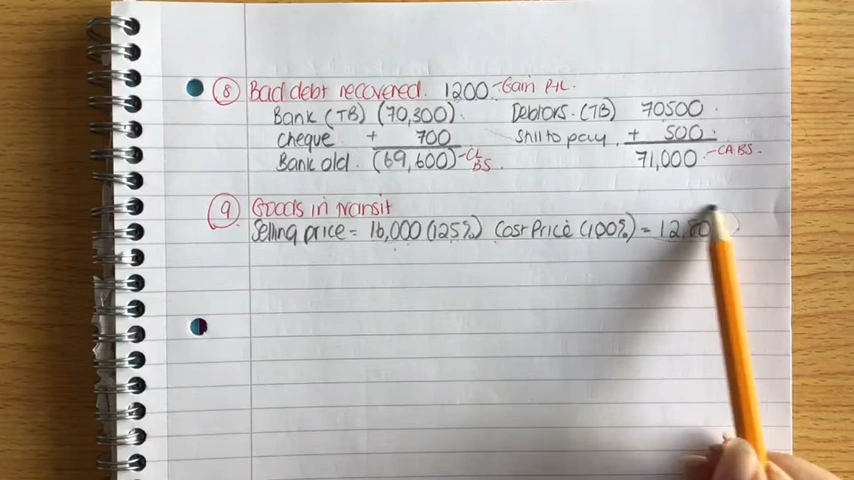 ⑧ Bad debt recovered. 1200 - Gain P+L.
Bank (TB) (70,300). Debtors. (TB) 70500.
Cheque + 700 Still to pay. + 500.
Bank old. (69,600) - CL BS. 71,000. - CA BS.
⑨ Goods in transit
Selling price = 16,000 (125%) Cost Price (100%) = 12,80